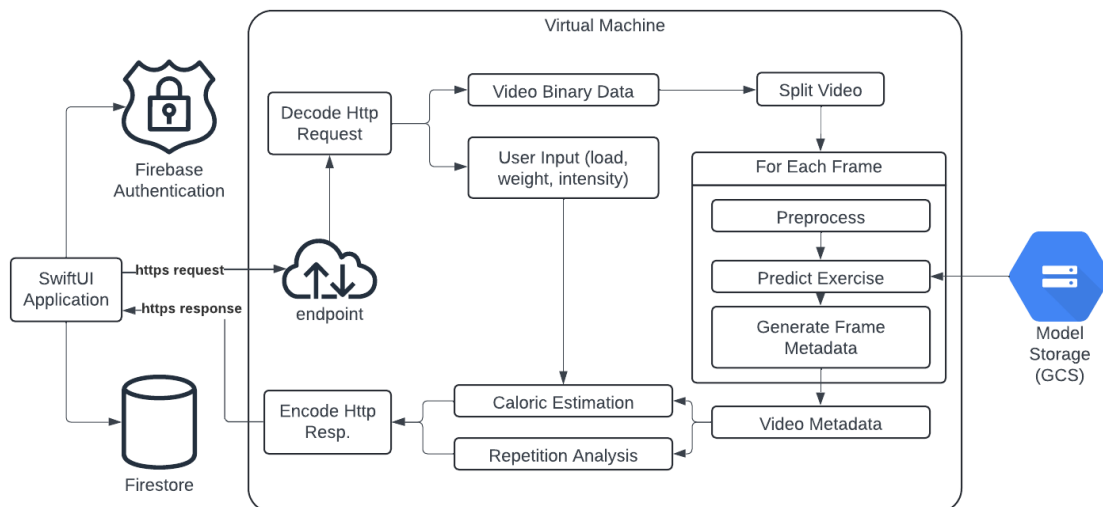 Virtual Machine
Firebase
Authentication
SwiftUI
Application
Firestore
https request
https response
endpoint
Decode Http
Request
Video Binary Data
User Input (load,
weight, intensity)
Split Video
For Each Frame
Preprocess
Predict Exercise
Generate Frame
Metadata
Model
Storage
(GCS)
Video Metadata
Caloric Estimation
Repetition Analysis
Encode Http
Resp.